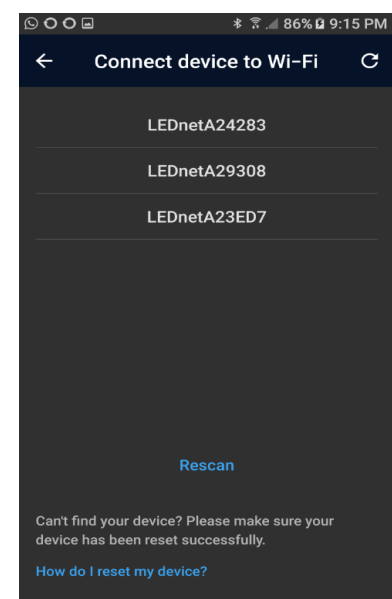 86% 9:15 PM
Connect device to Wi-Fi
LEDnetA24283
LEDnetA29308
LEDnetA23ED7
Rescan
Can't find your device? Please make sure your
device has been reset successfully.
How do I reset my device?